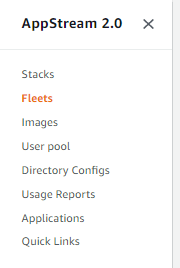 AppStream 2.0
Stacks
Fleets
Images
User pool
Directory Configs
Usage Reports
Applications
Quick Links